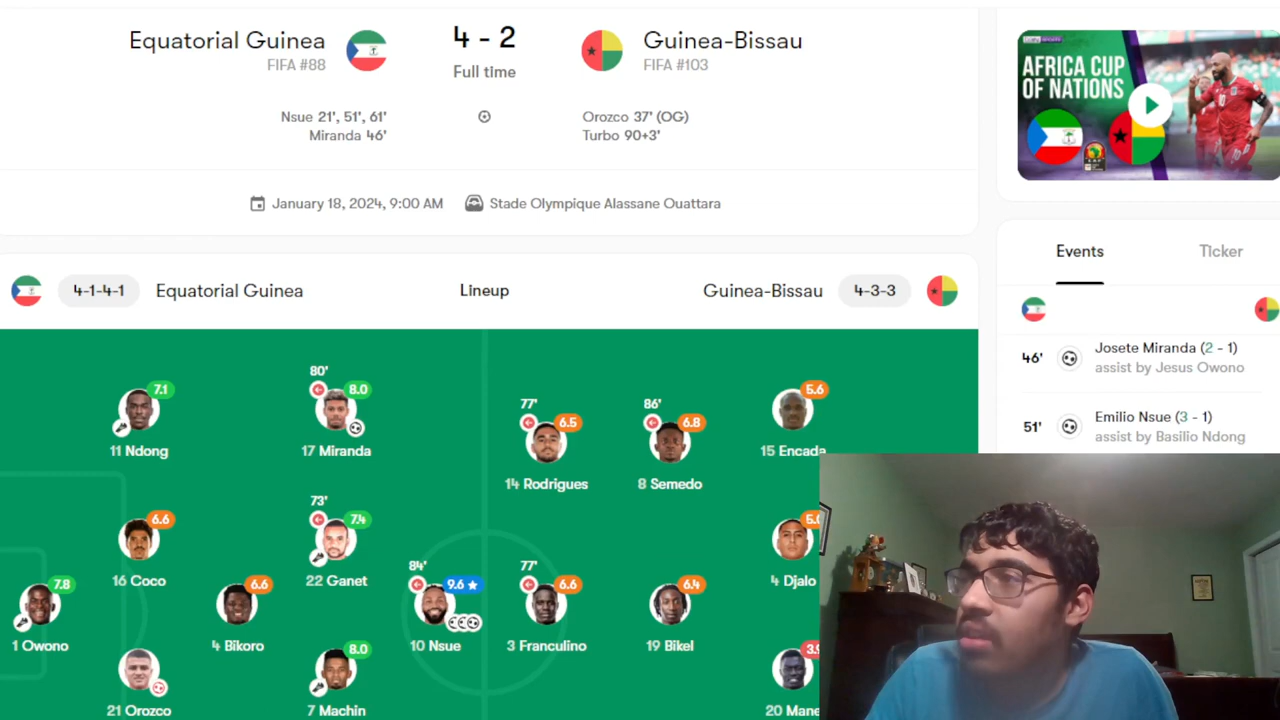 Equatorial Guinea
FIFA #88
4 - 2
Full time
Guinea-Bissau
FIFA #103
Nsue 21', 51', 61'
Miranda 46'
Orozco 37' (OG)
Turbo 90+3'
January 18, 2024, 9:00 AM
Stade Olympique Alassane Ouattara
AFRICA CUP
OF NATIONS
4-1-4-1
Equatorial Guinea
Lineup
Guinea-Bissau
4-3-3
Events
Ticker
46'
Josete Miranda (2 - 1)
assist by Jesus Owono
51'
Emilio Nsue (3 - 1)
assist by Basilio Ndong
7.1
11 Ndong
80'
8.0
17 Miranda
77'
6.5
14 Rodrigues
86'
6.8
8 Semedo
5.6
15 Encada
6.6
16 Coco
73'
7.4
22 Ganet
4 Djalo
7.8
1 Owono
6.6
4 Bikoro
84'
9.6
10 Nsue
77'
6.6
3 Franculino
6.4
19 Bikel
21 Orozco
8.0
7 Machin
20 Mane